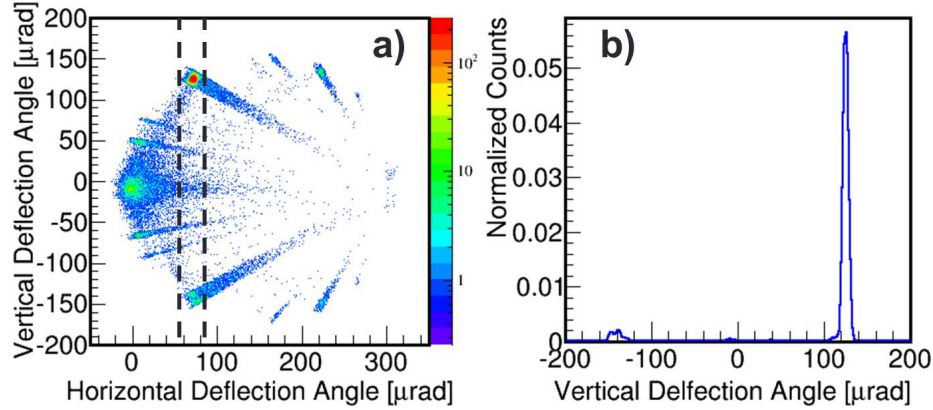 a)
Vertical Deflection Angle [μrad]
200
150
100
50
0
-50
-100
-150
-200
0 100 200 300
Horizontal Deflection Angle [μrad]
10²
10
1
b)
Normalized Counts
0.05
0.04
0.03
0.02
0.01
0
-200 -100 0 100 200
Vertical Delfection Angle [μrad]